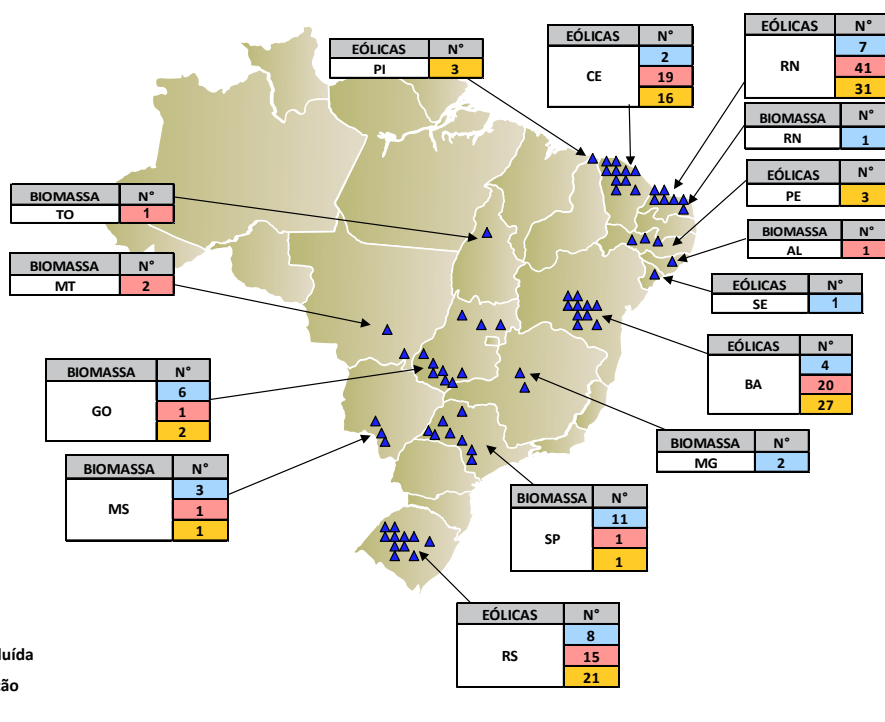 EÓLICAS N°
PI 3
EÓLICAS N°
CE
2
19
16
EÓLICAS N°
RN
7
41
31
BIOMASSA N°
RN 1
EÓLICAS N°
PE 3
BIOMASSA N°
AL 1
EÓLICAS N°
SE 1
BIOMASSA N°
TO 1
BIOMASSA N°
MT 2
EÓLICAS N°
BA
4
20
27
BIOMASSA N°
GO
6
1
2
BIOMASSA N°
MG 2
BIOMASSA N°
MS
3
1
1
BIOMASSA N°
SP
11
1
1
EÓLICAS N°
RS
8
15
21
luída
ção